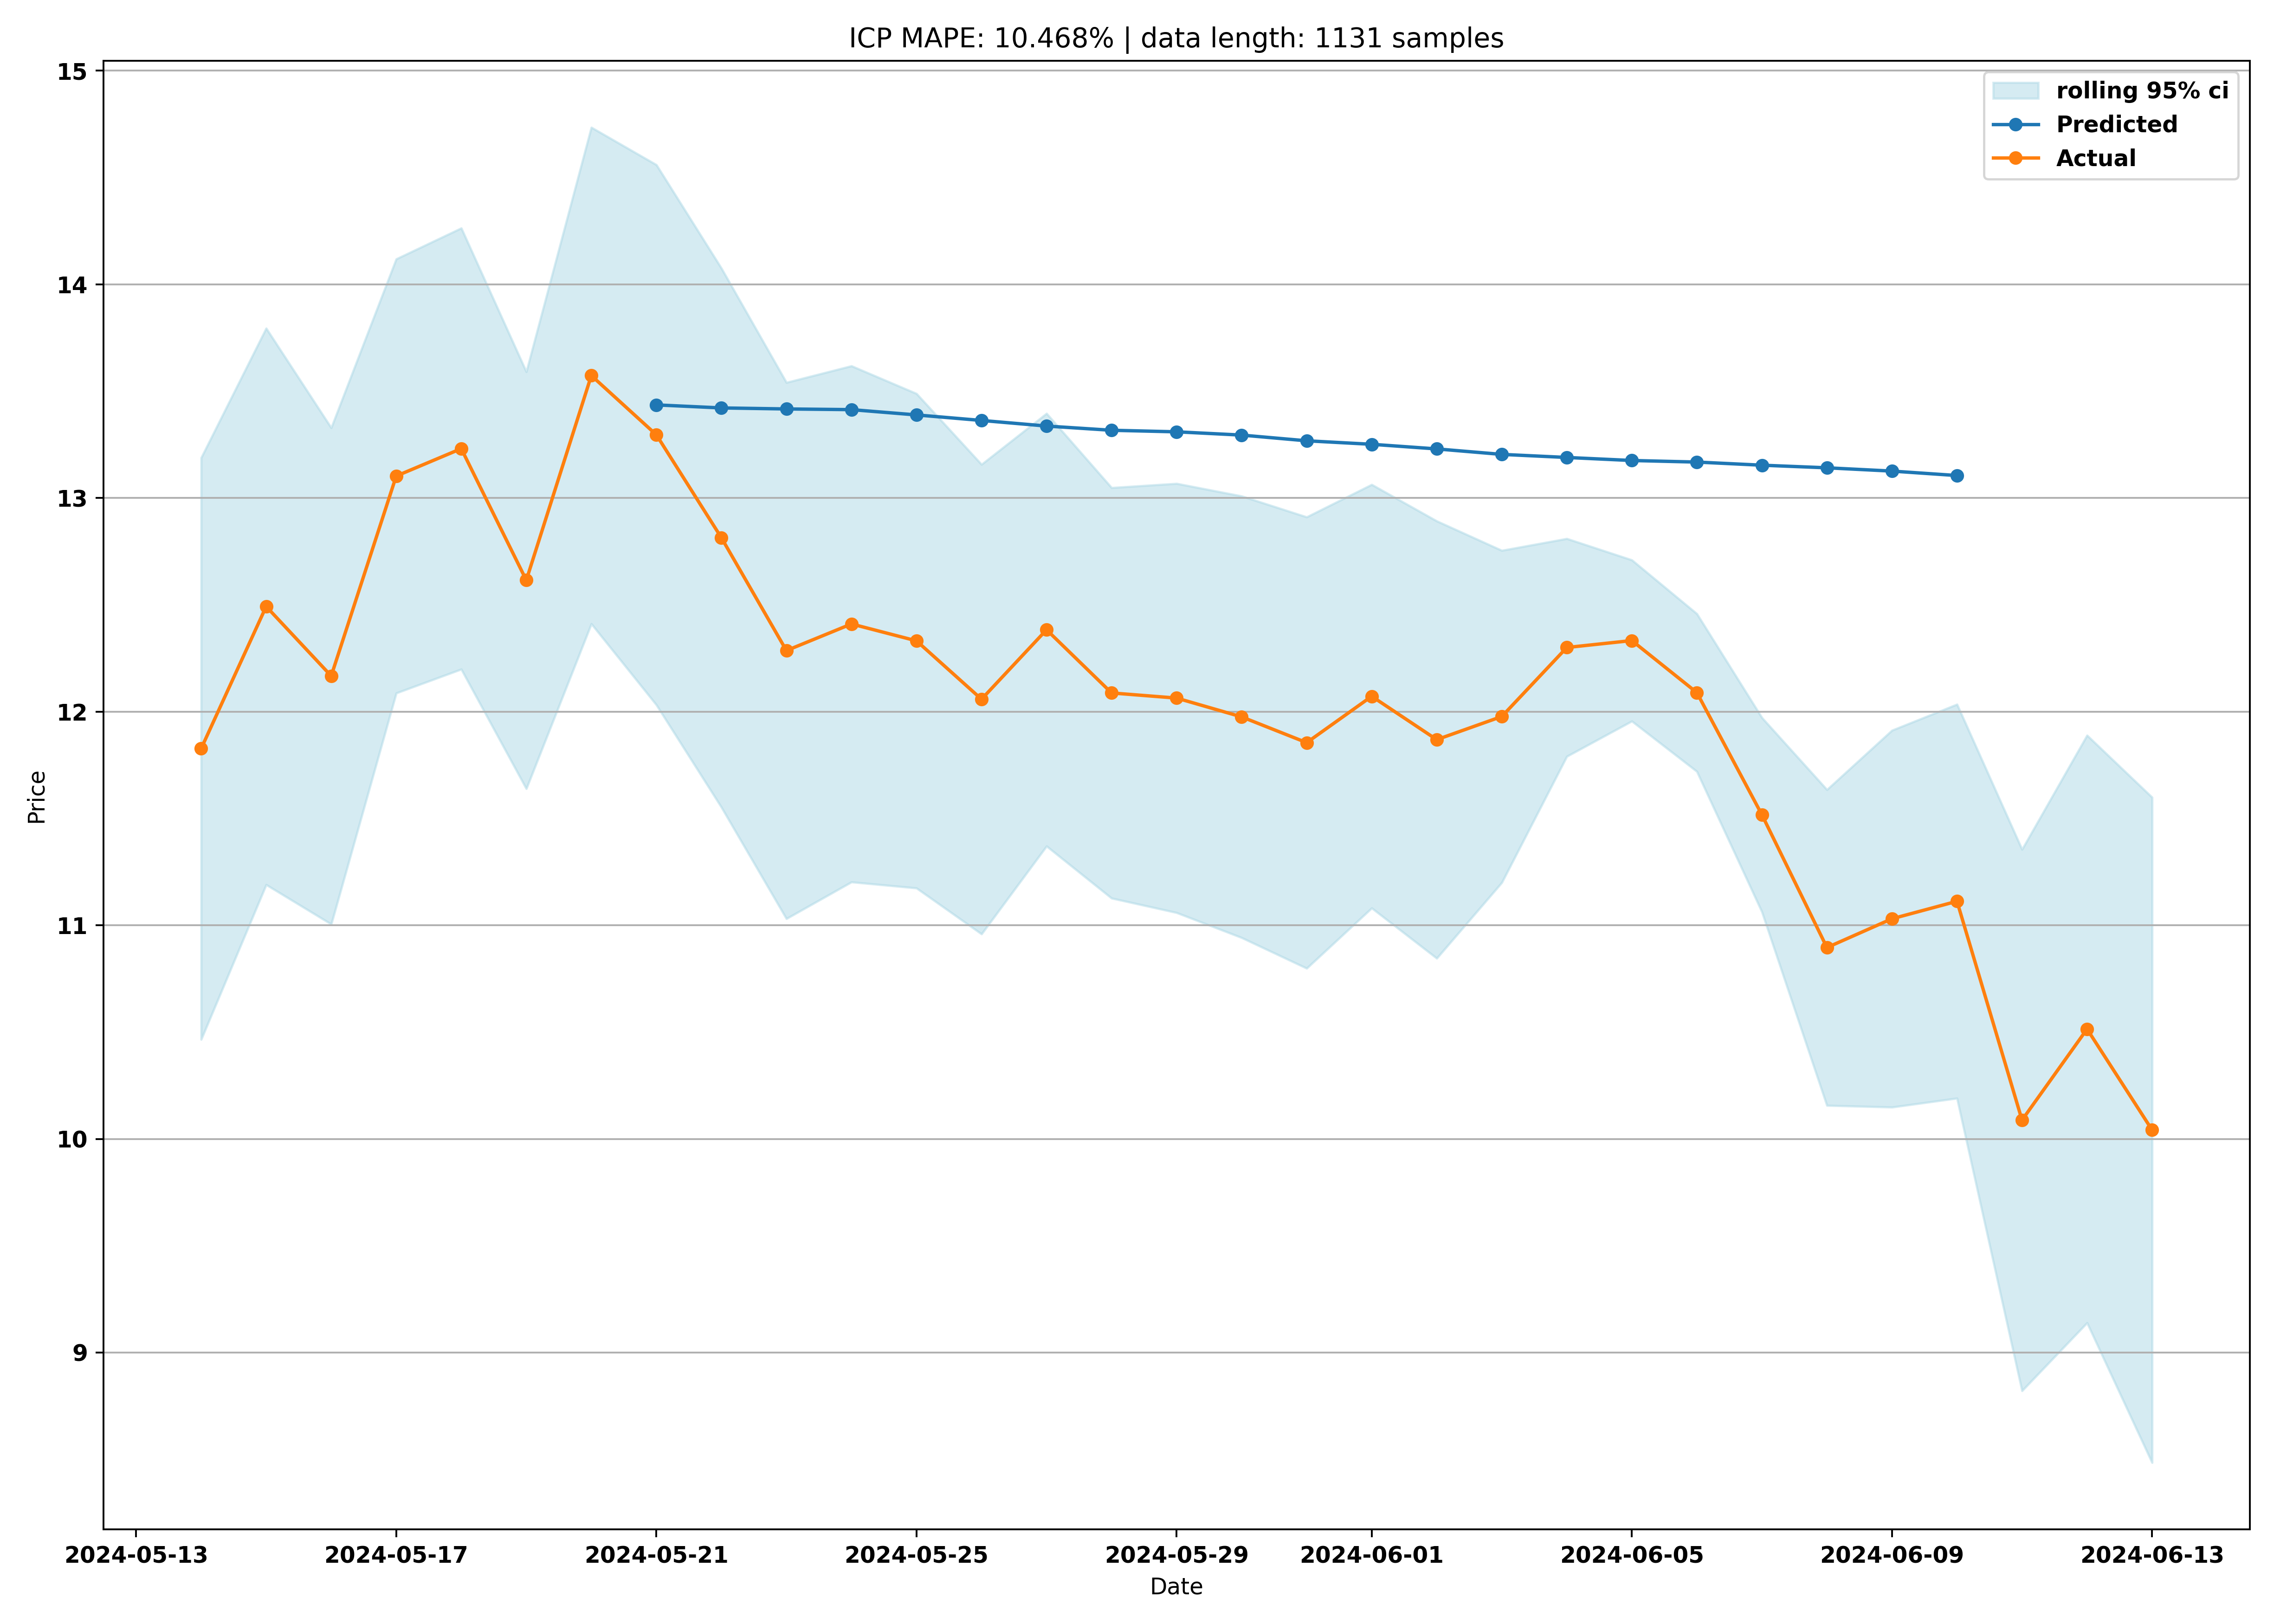 ICP MAPE: 10.468% | data length: 1131 samples
rolling 95% ci
Predicted
Actual
15
14
13
12
11
10
9
Price
2024-05-13 2024-05-17 2024-05-21 2024-05-25 2024-05-29 2024-06-01 2024-06-05 2024-06-09 2024-06-13
Date